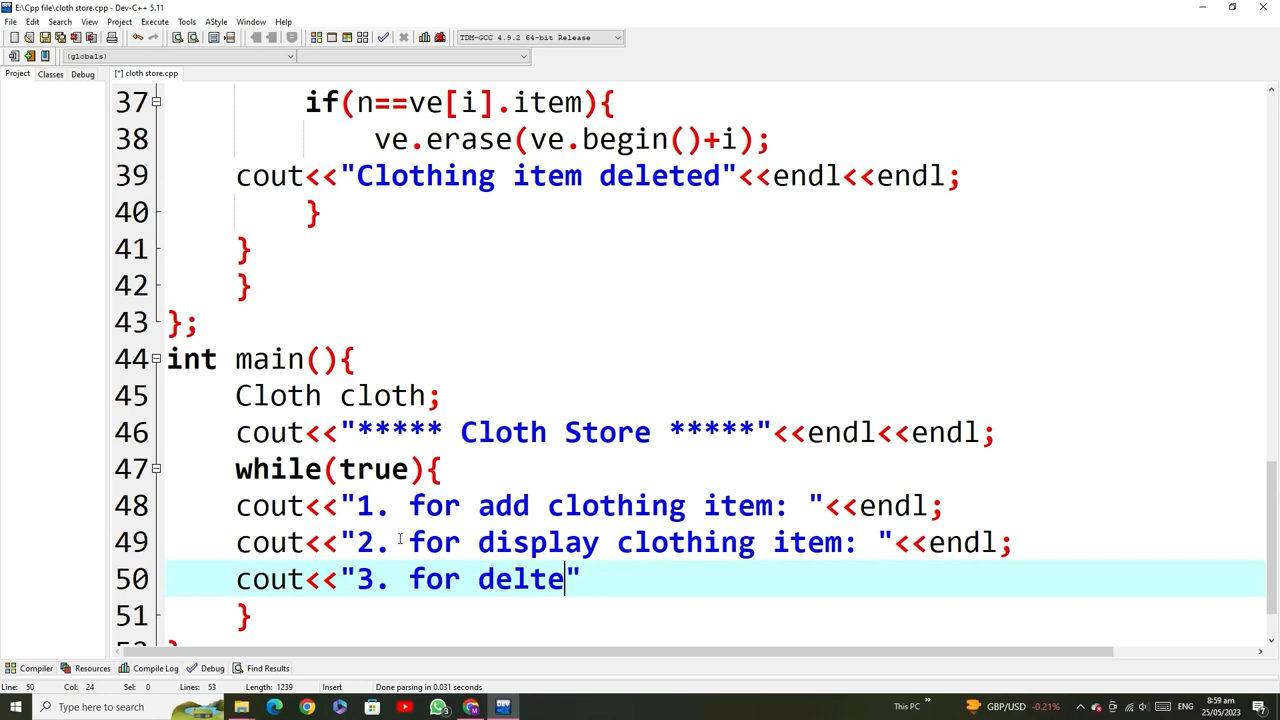 E:\Cpp file\cloth store.cpp - Dev-C++ 5.11
File Edit Search View Project Execute Tools AStyle Window Help
TDM-GCC 4.9.2 64-bit Release
(globals)
Project Classes Debug [*] cloth store.cpp
37 if(n==ve[i].item){
38 ve.erase(ve.begin()+i);
39 cout<<"Clothing item deleted"<<endl<<endl;
40 }
41 }
42 }
43 };
44 int main(){
45 Cloth cloth;
46 cout<<"***** Cloth Store *****"<<endl<<endl;
47 while(true){
48 cout<<"1. for add clothing item: "<<endl;
49 cout<<"2. for display clothing item: "<<endl;
50 cout<<"3. for delte"
51 }
Compiler Resources Compile Log Debug Find Results
Line: 50 Col: 24 Sel: 0 Lines: 53 Length: 1239 Insert Done parsing in 0.031 seconds
Type here to search 3 DEV This PC GBP/USD -0.21% ENG 8:59 am
25/05/2023